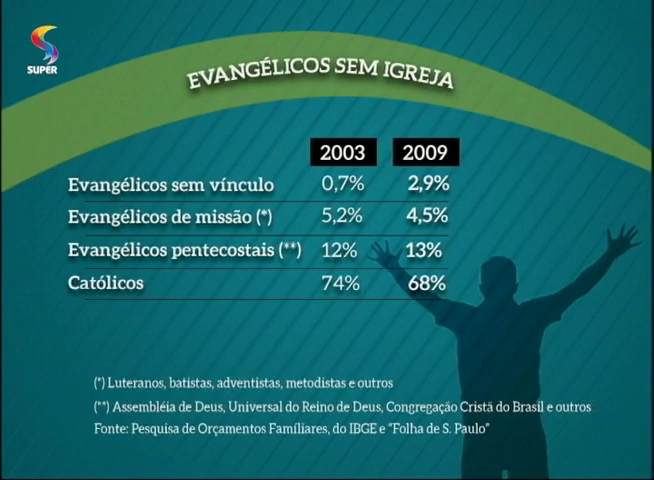 SUPER
EVANGÉLICOS SEM IGREJA
2003 2009
Evangélicos sem vínculo 0,7% 2,9%
Evangélicos de missão (*) 5,2% 4,5%
Evangélicos pentecostais (**) 12% 13%
Católicos 74% 68%
(*) Luteranos, batistas, adventistas, metodistas e outros
(**) Assembléia de Deus, Universal do Reino de Deus, Congregação Cristã do Brasil e outros
Fonte: Pesquisa de Orçamentos Famíliares, do IBGE e "Folha de S. Paulo"